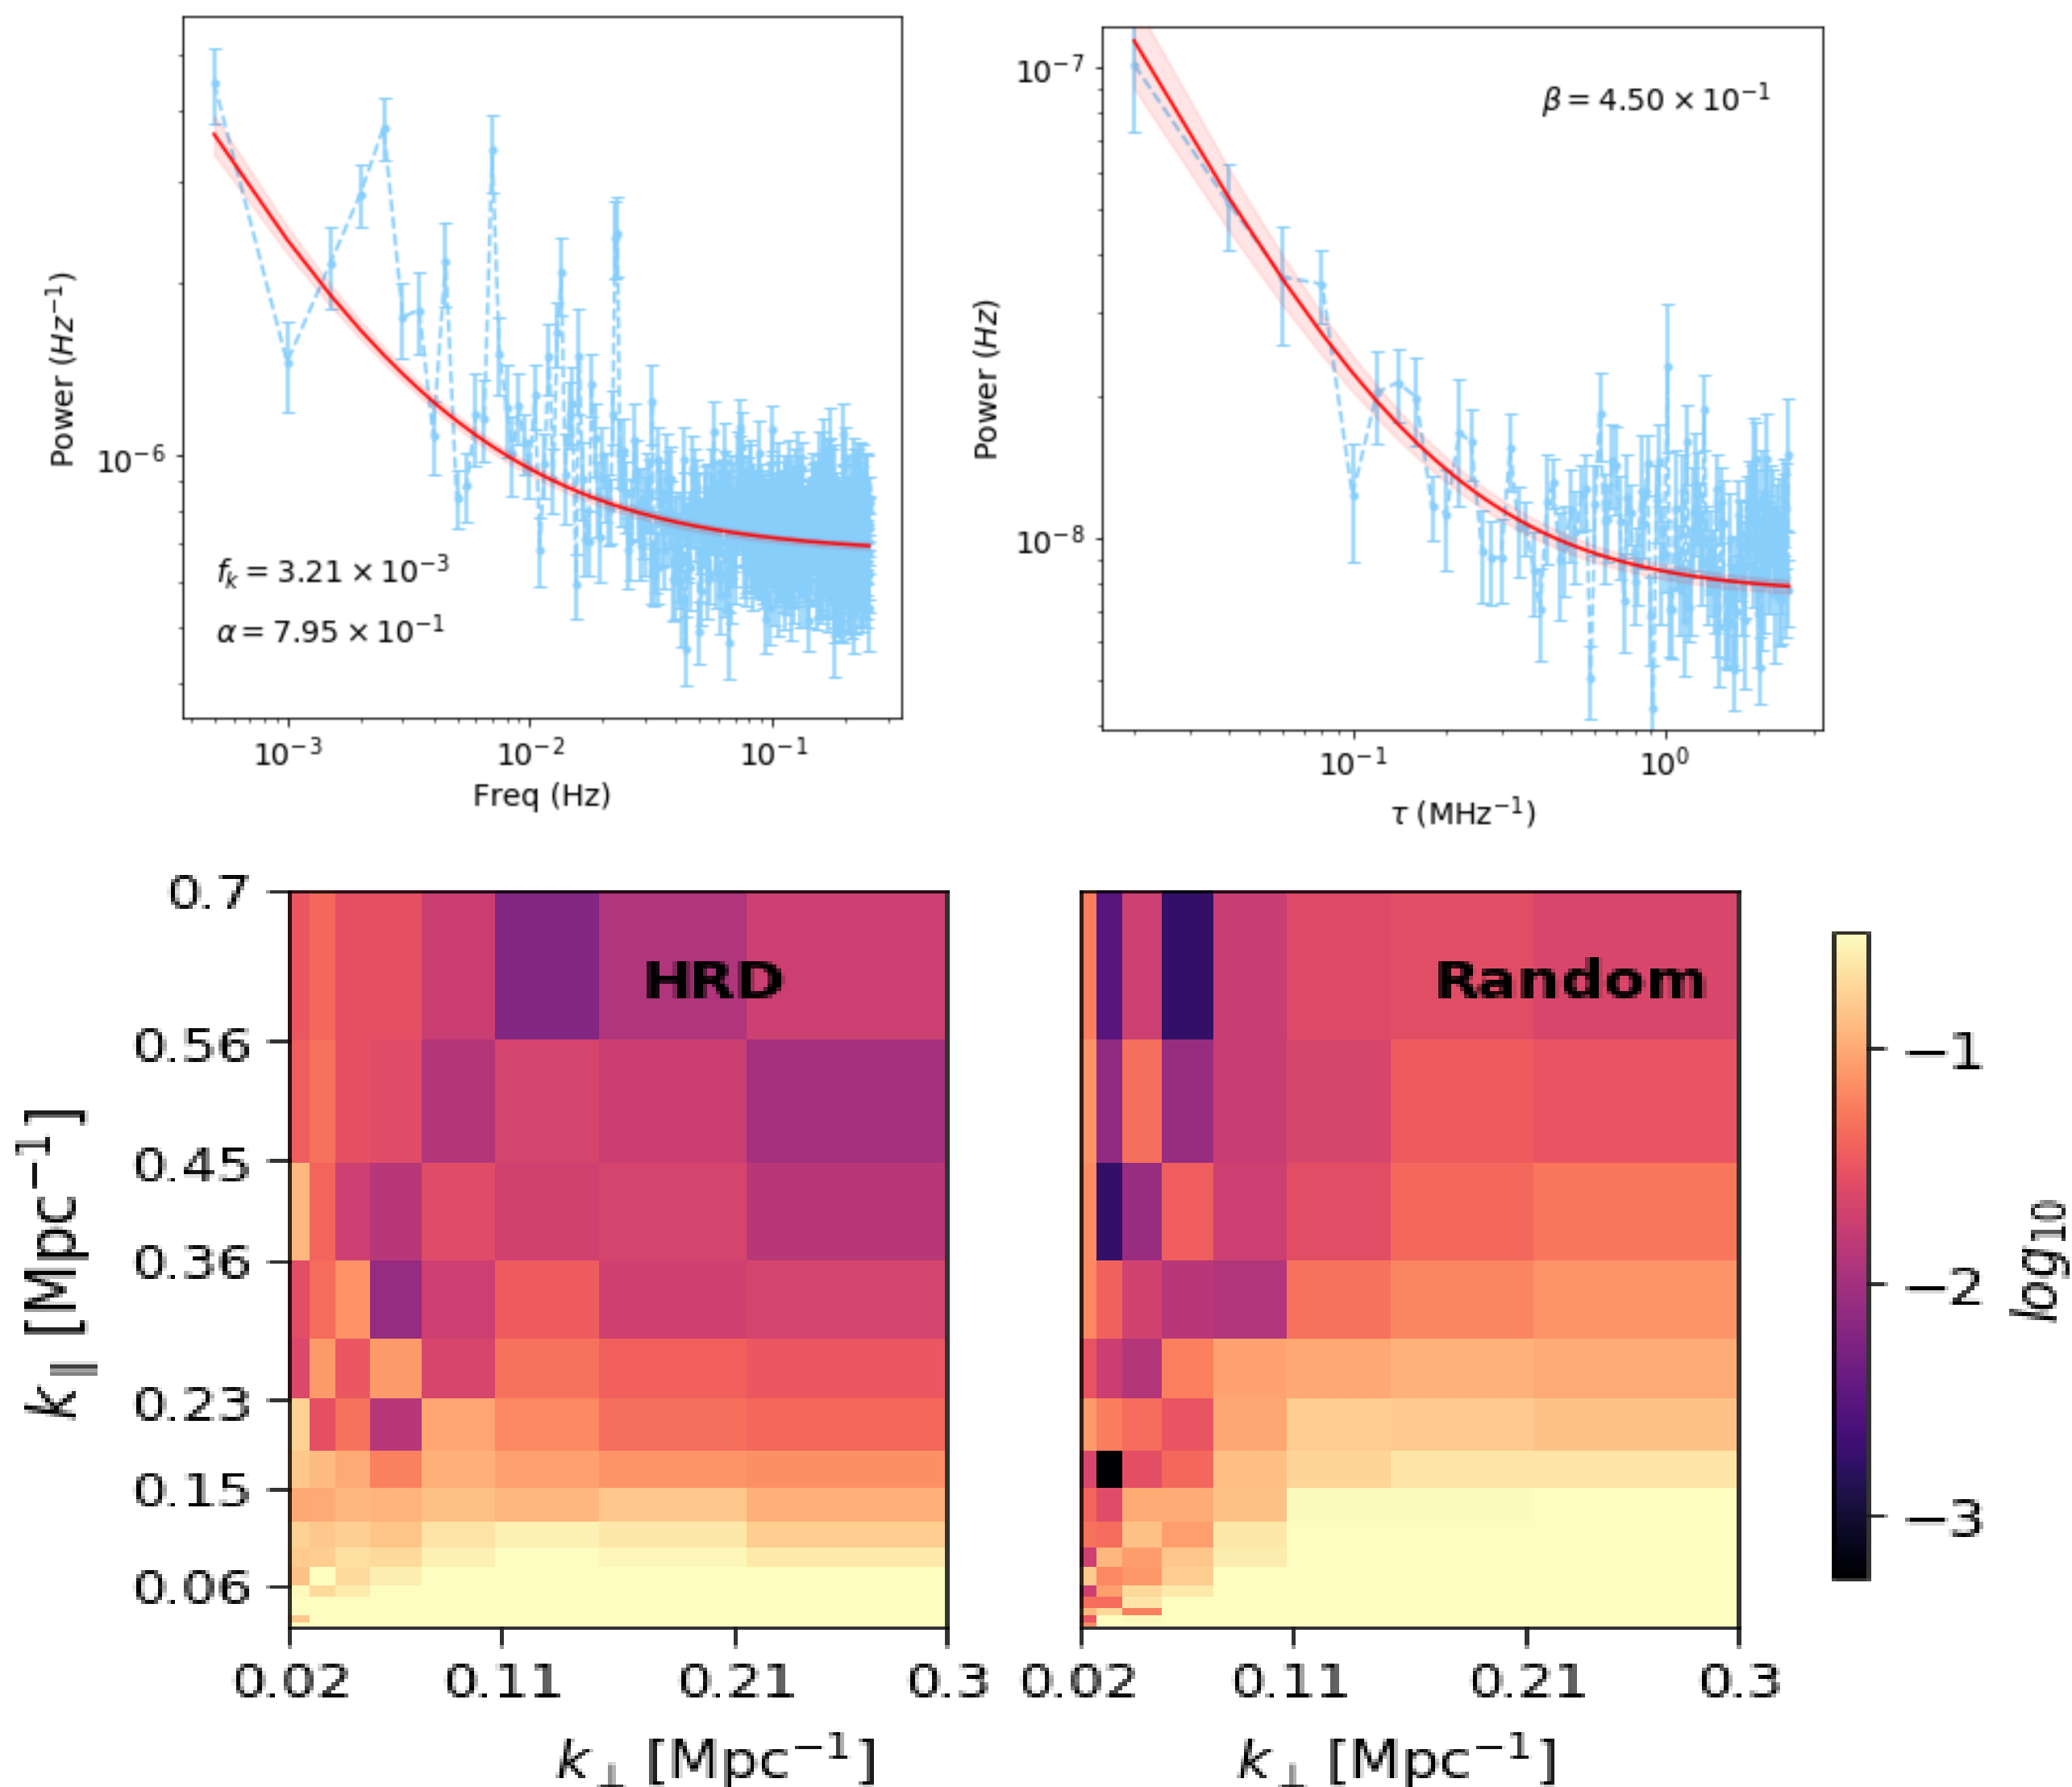 Power (Hz⁻¹)
10⁻⁶
f_k = 3.21 × 10⁻³
α = 7.95 × 10⁻¹
10⁻³ 10⁻² 10⁻¹
Freq (Hz)
Power (Hz)
10⁻⁷
10⁻⁸
β = 4.50 × 10⁻¹
10⁻¹ 10⁰
τ (MHz⁻¹)
k_∥ [Mpc⁻¹]
0.7
0.56
0.45
0.36
0.23
0.15
0.06
HRD
0.02 0.11 0.21 0.3
k_⊥ [Mpc⁻¹]
Random
0.02 0.11 0.21 0.3
k_⊥ [Mpc⁻¹]
−1
−2
−3
log₁₀